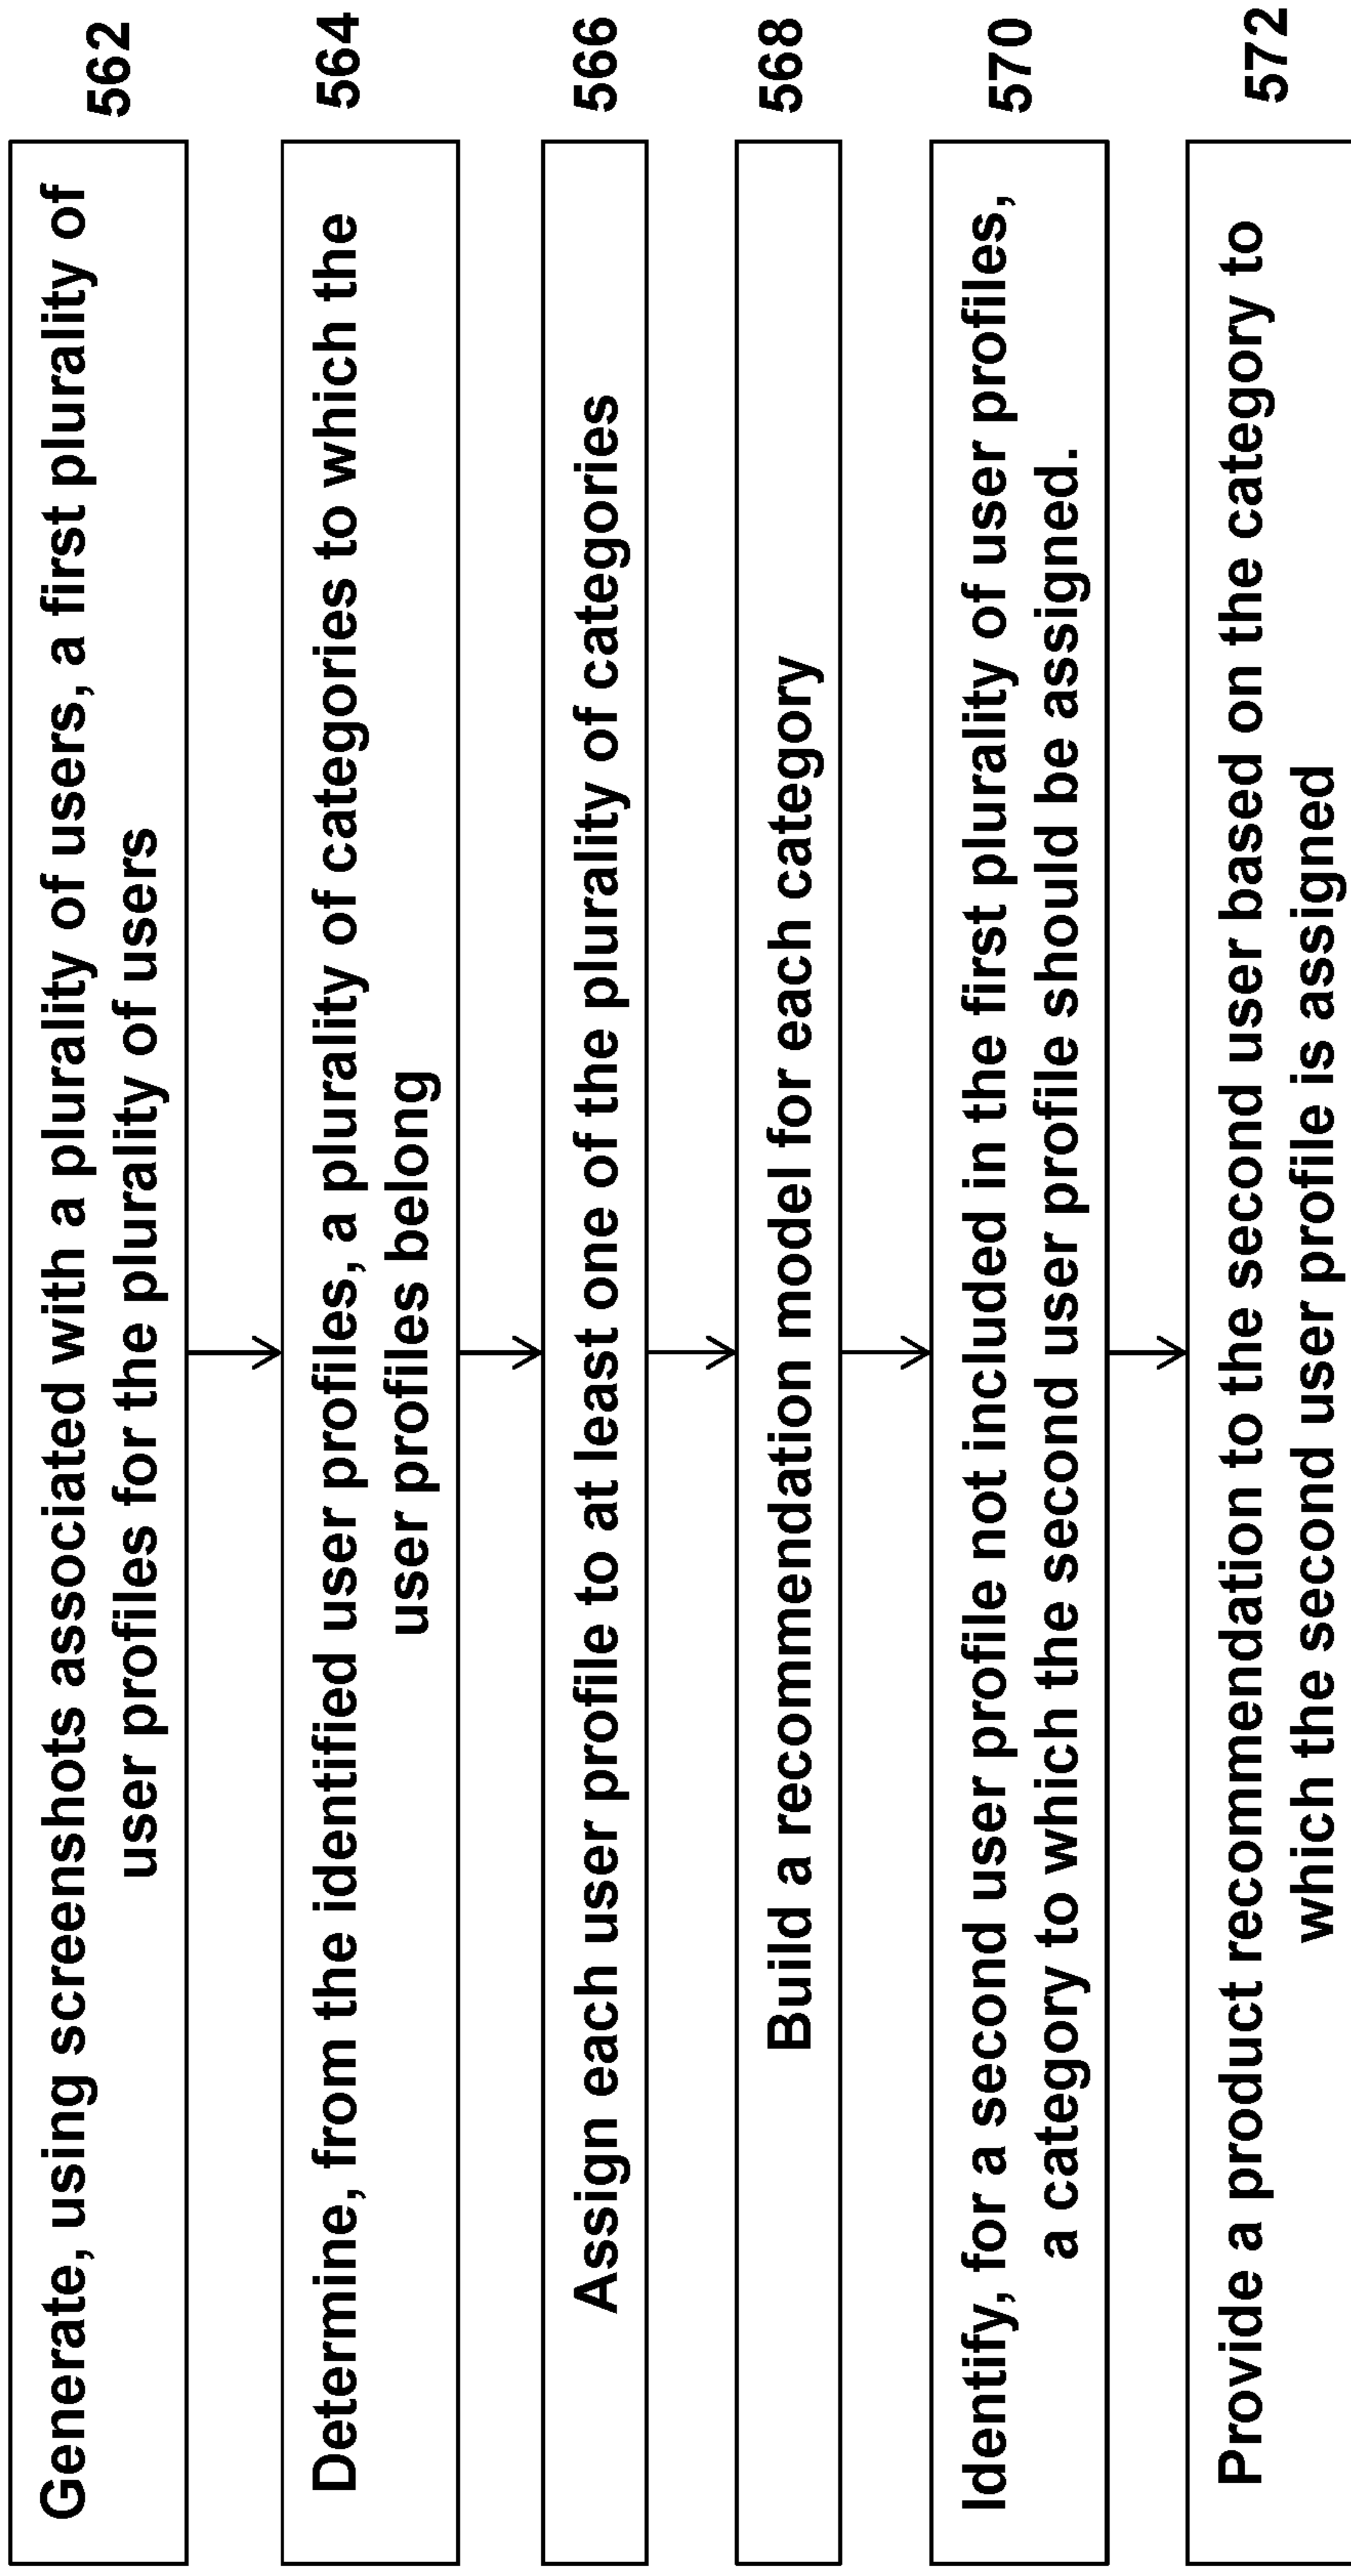 Generate, using screenshots associated with a plurality of users, a first plurality of
user profiles for the plurality of users
562
Determine, from the identified user profiles, a plurality of categories to which the
user profiles belong
564
Assign each user profile to at least one of the plurality of categories
566
Build a recommendation model for each category
568
Identify, for a second user profile not included in the first plurality of user profiles,
a category to which the second user profile should be assigned.
570
Provide a product recommendation to the second user based on the category to
which the second user profile is assigned
572